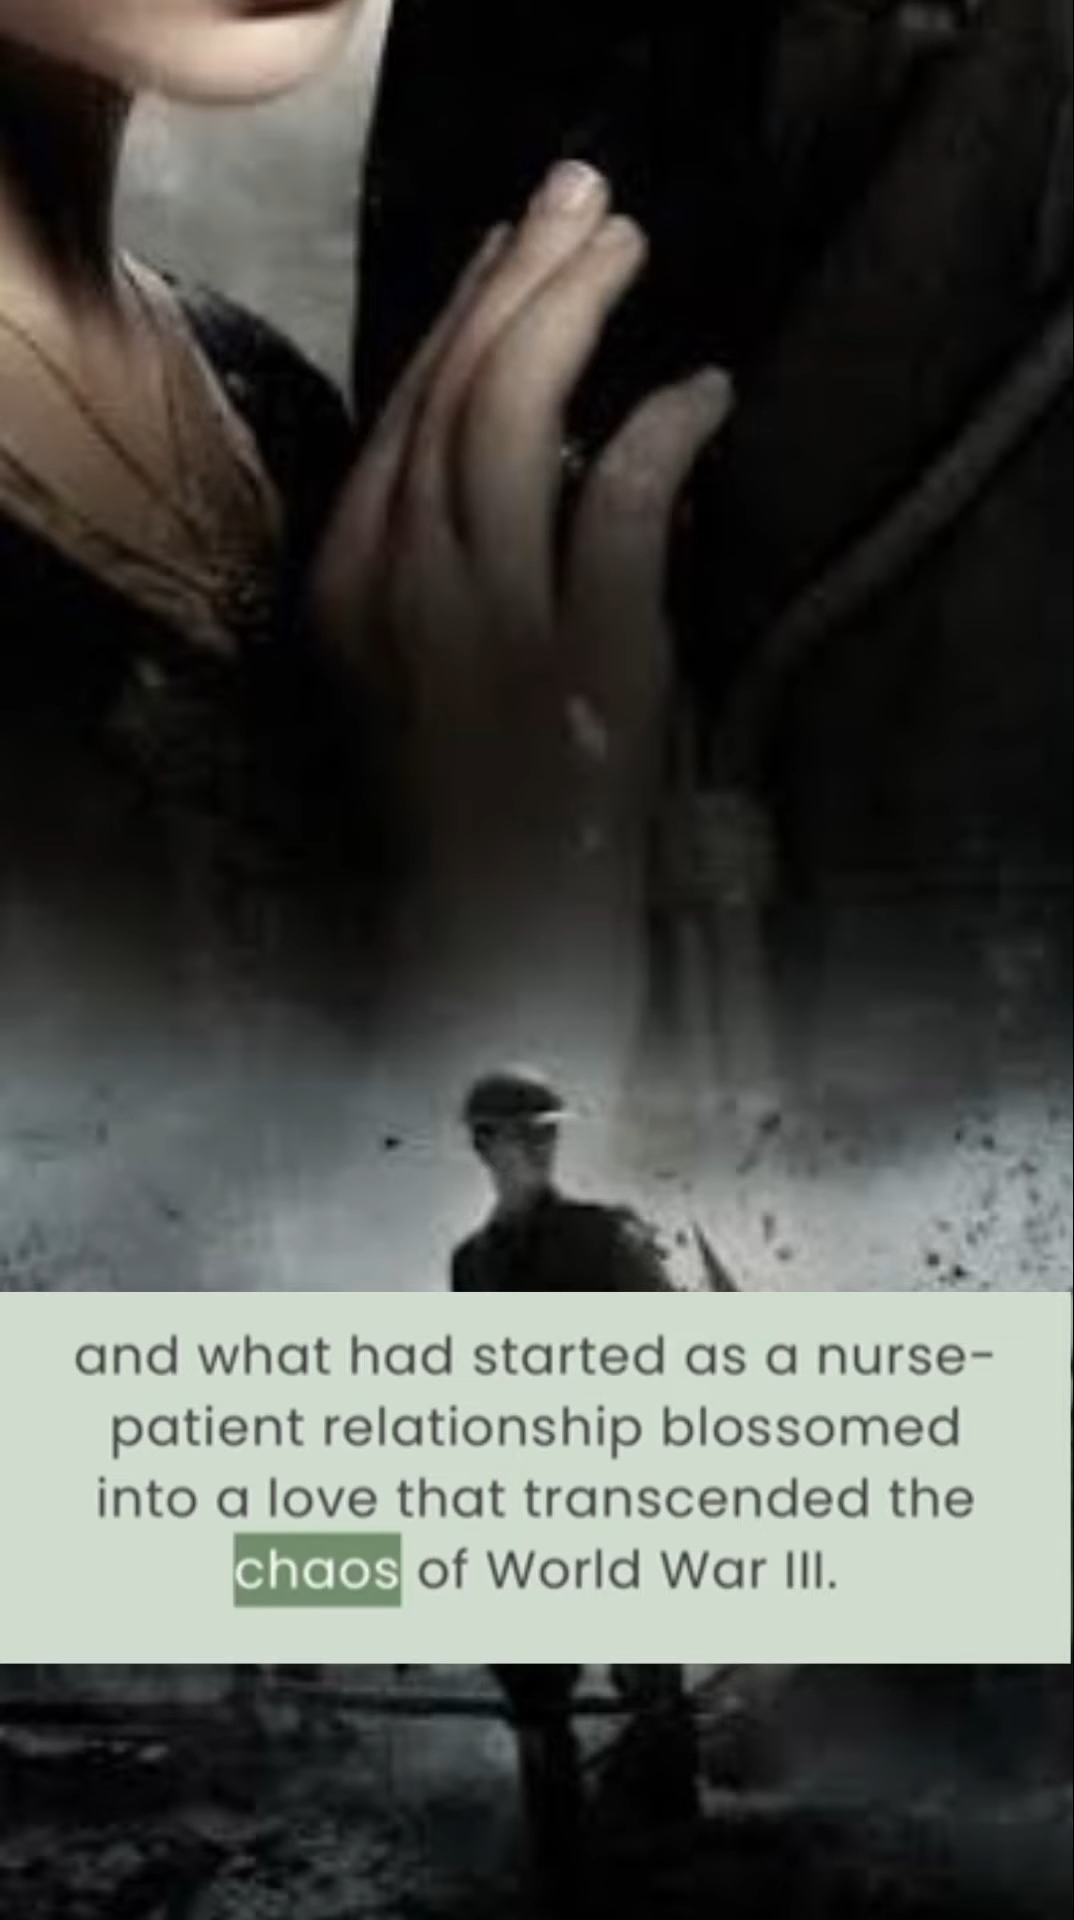 and what had started as a nurse-
patient relationship blossomed
into a love that transcended the
chaos of World War III.